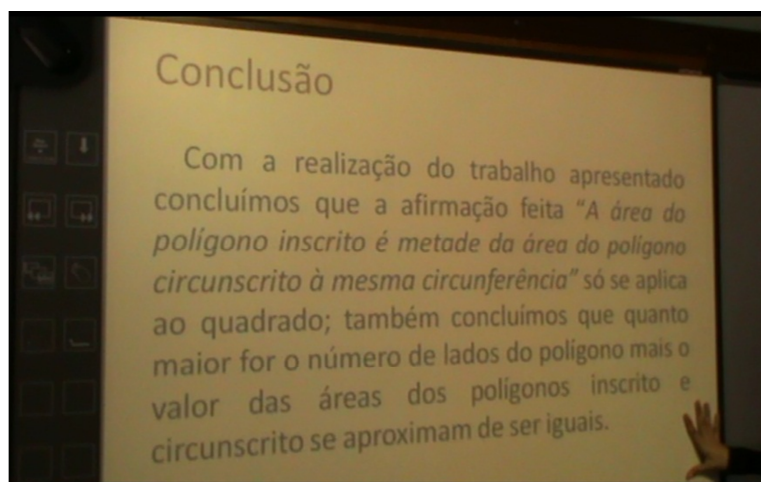 Conclusão
Com a realização do trabalho apresentado
concluímos que a afirmação feita "A área do
polígono inscrito é metade da área do polígono
circunscrito à mesma circunferência" só se aplica
ao quadrado; também concluímos que quanto
maior for o número de lados do polígono mais o
valor das áreas dos polígonos inscrito e
circunscrito se aproximam de ser iguais.